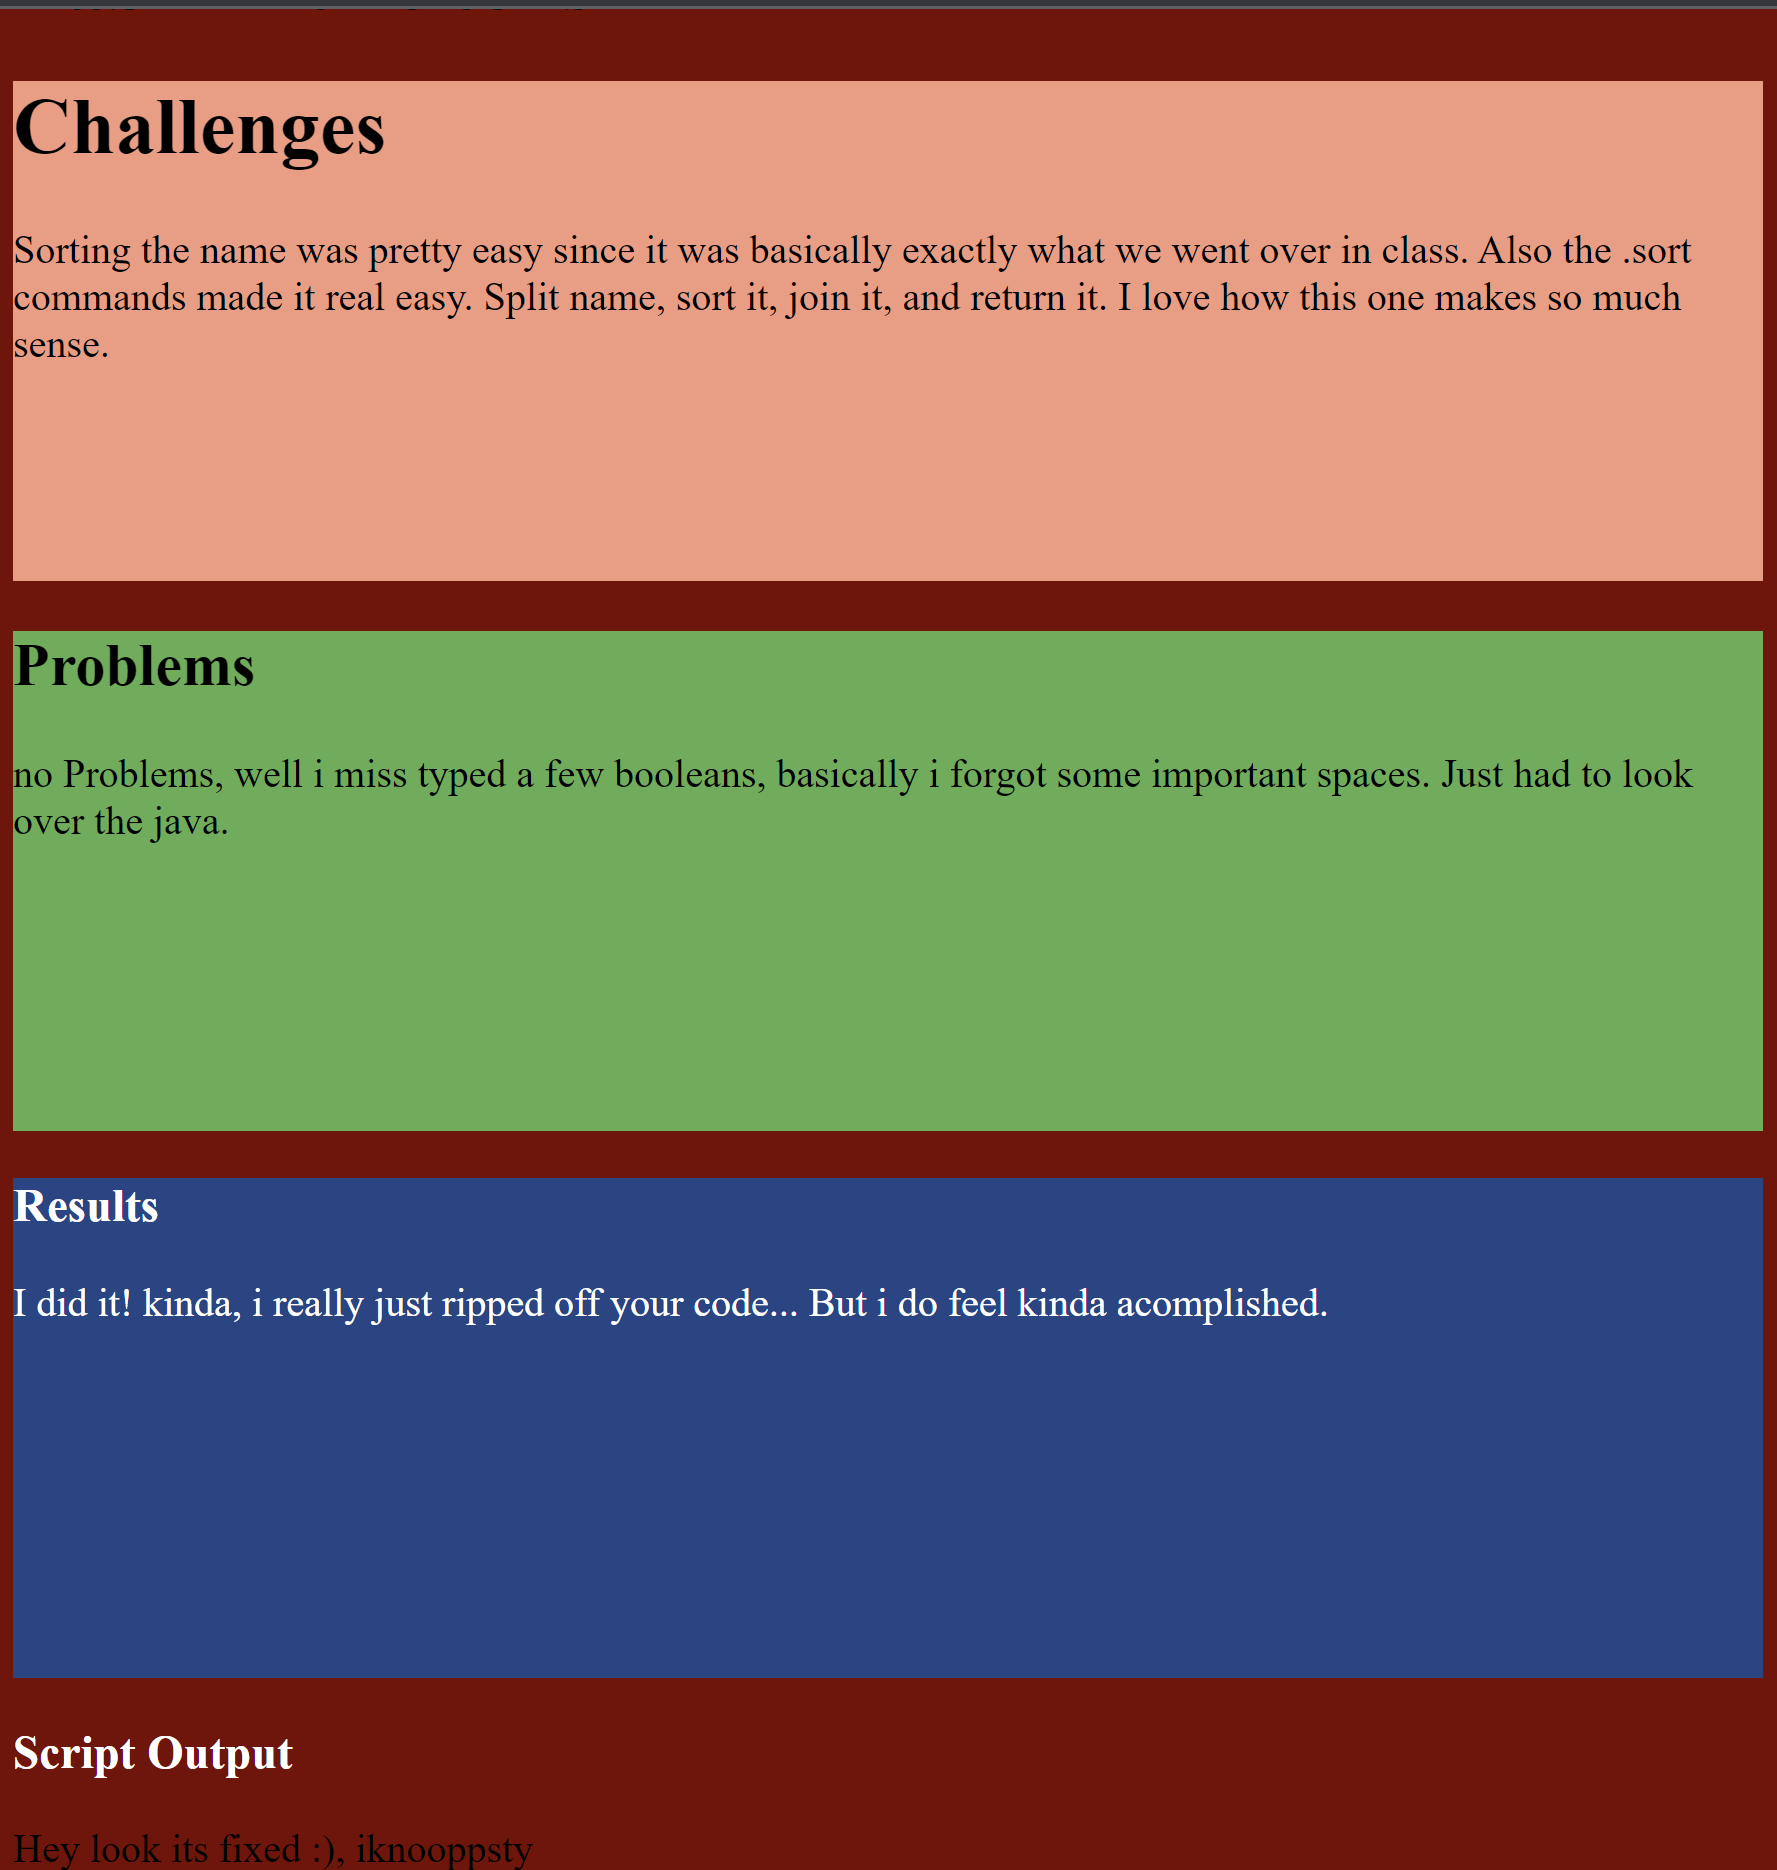 Challenges
Sorting the name was pretty easy since it was basically exactly what we went over in class. Also the .sort
commands made it real easy. Split name, sort it, join it, and return it. I love how this one makes so much
sense.
Problems
no Problems, well i miss typed a few booleans, basically i forgot some important spaces. Just had to look
over the java.
Results
I did it! kinda, i really just ripped off your code... But i do feel kinda acomplished.
Script Output
Hey look its fixed :), iknooppsty